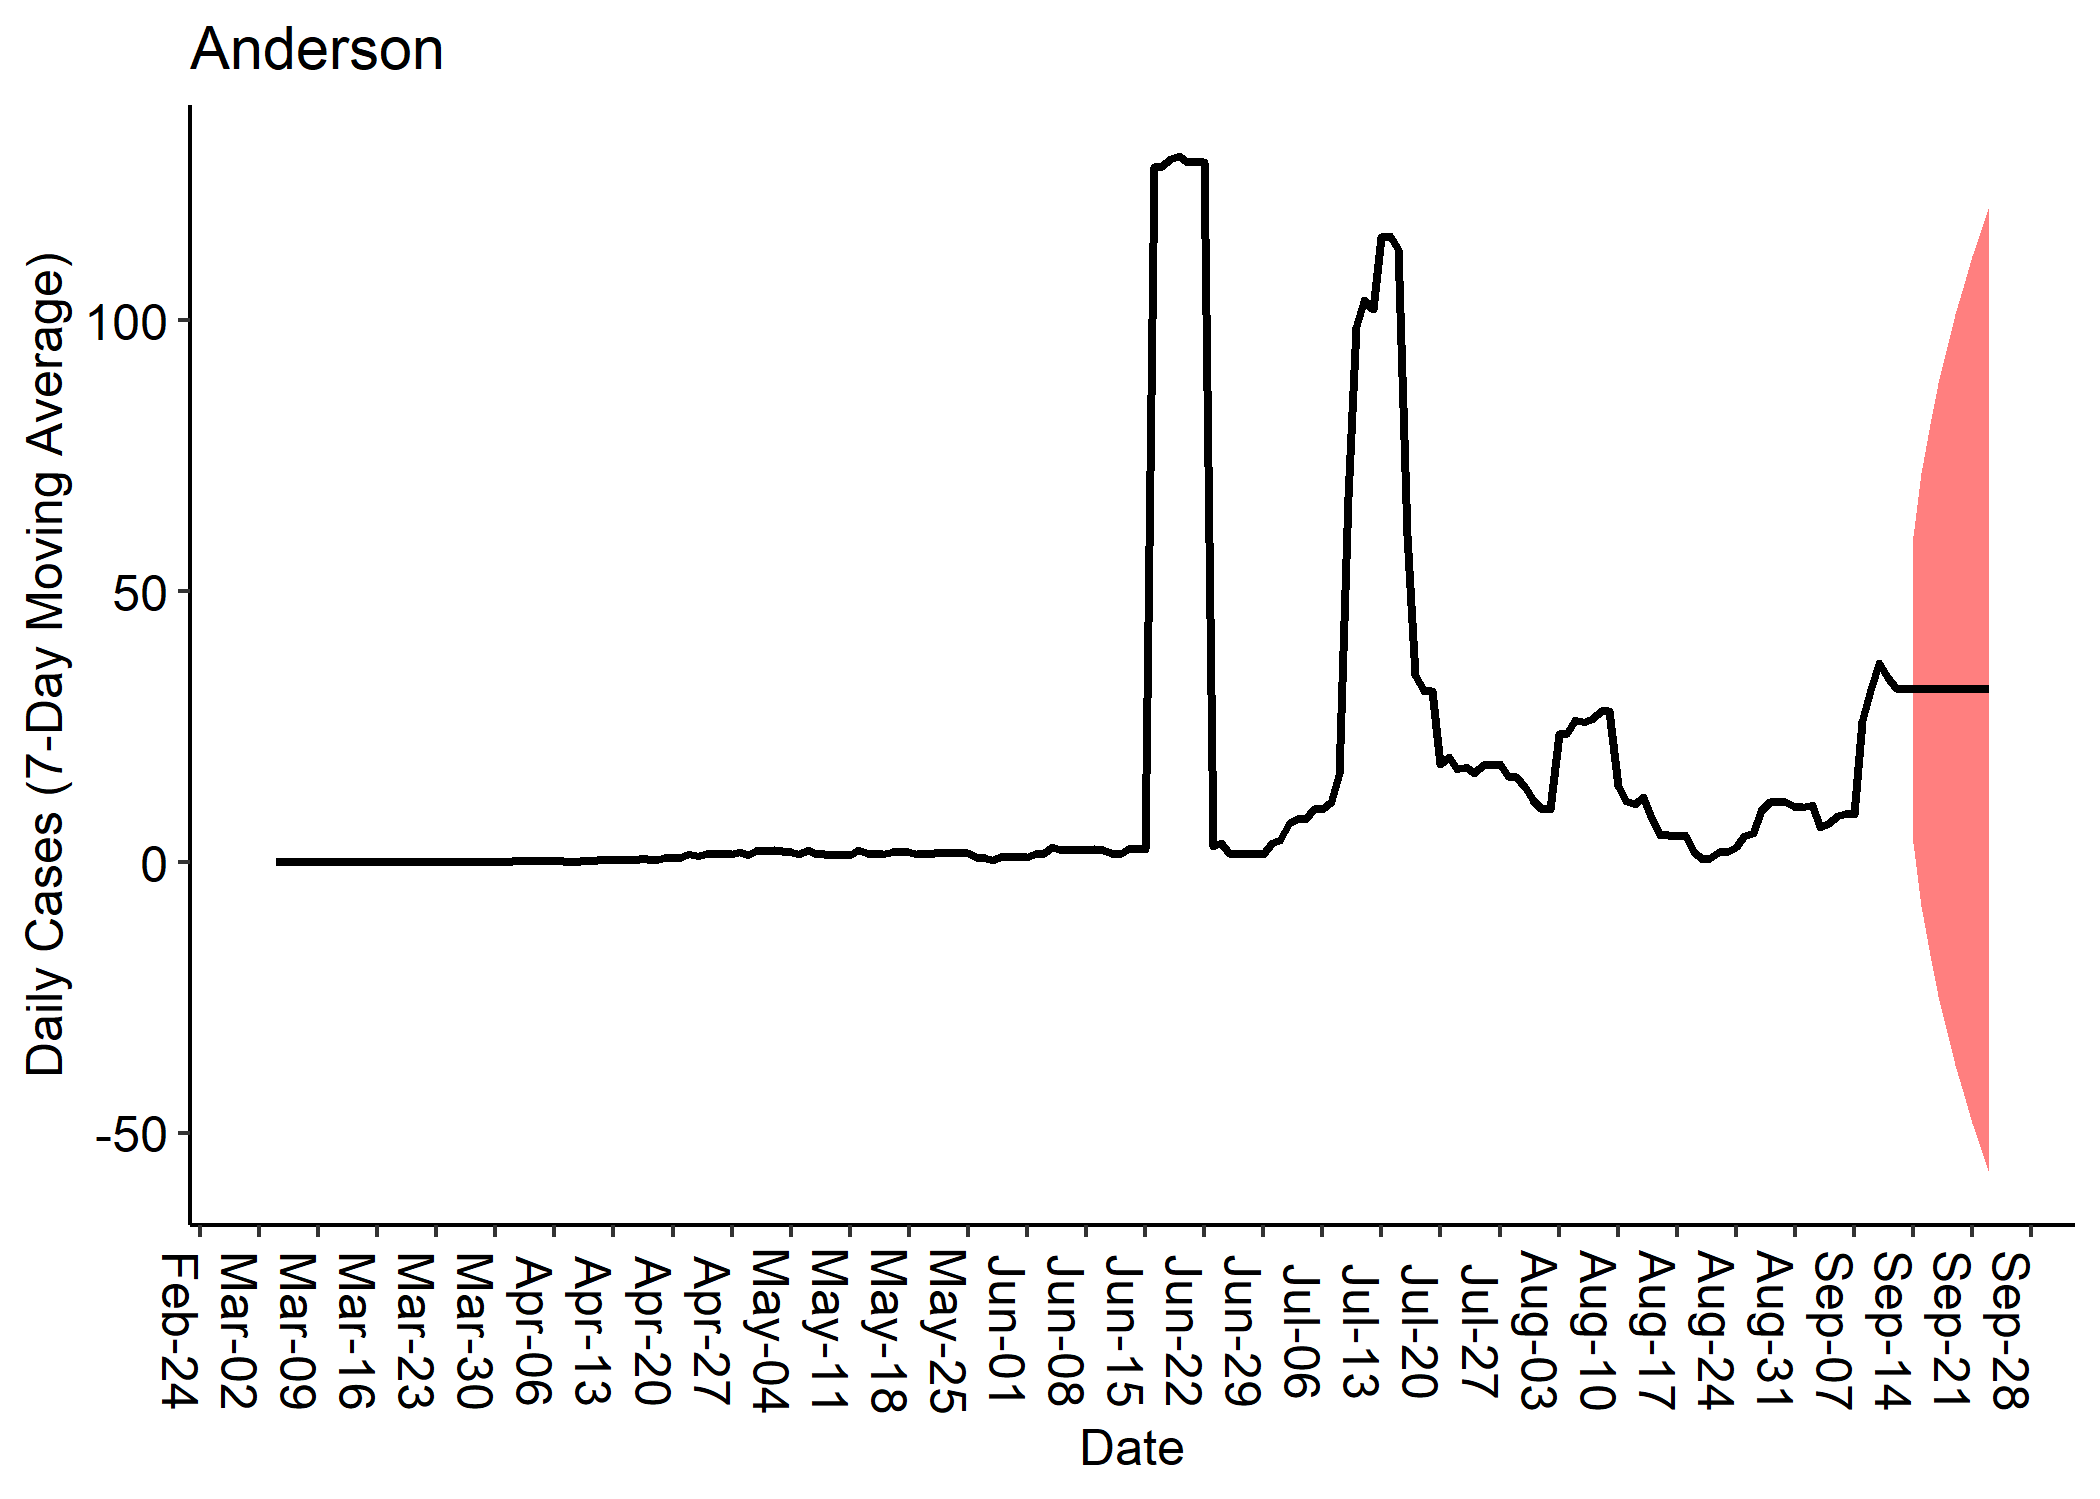 Anderson
Daily Cases (7-Day Moving Average)
100
50
0
-50
Feb-24
Mar-02
Mar-09
Mar-16
Mar-23
Mar-30
Apr-06
Apr-13
Apr-20
Apr-27
May-04
May-11
May-18
May-25
Jun-01
Jun-08
Jun-15
Jun-22
Jun-29
Jul-06
Jul-13
Jul-20
Jul-27
Aug-03
Aug-10
Aug-17
Aug-24
Aug-31
Sep-07
Sep-14
Sep-21
Sep-28
Date